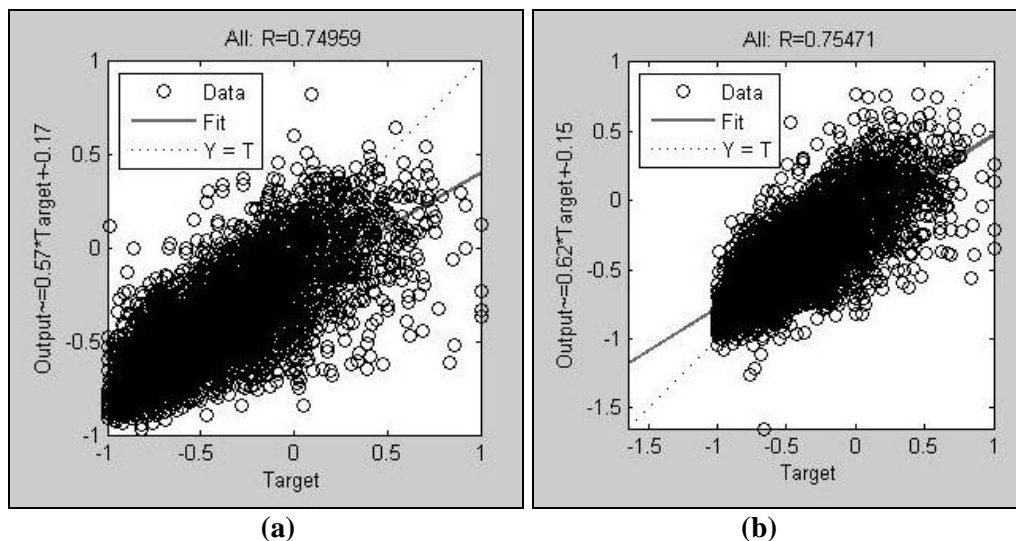 All: R=0.74959
1
0.5
0
-0.5
-1
-1
-0.5
0
0.5
1
Data
Fit
Y = T
Output~=0.57*Target+-0.17
Target
(a)
All: R=0.75471
1
0.5
0
-0.5
-1
-1.5
-1.5
-1
-0.5
0
0.5
1
Data
Fit
Y = T
Output~=0.62*Target+-0.15
Target
(b)